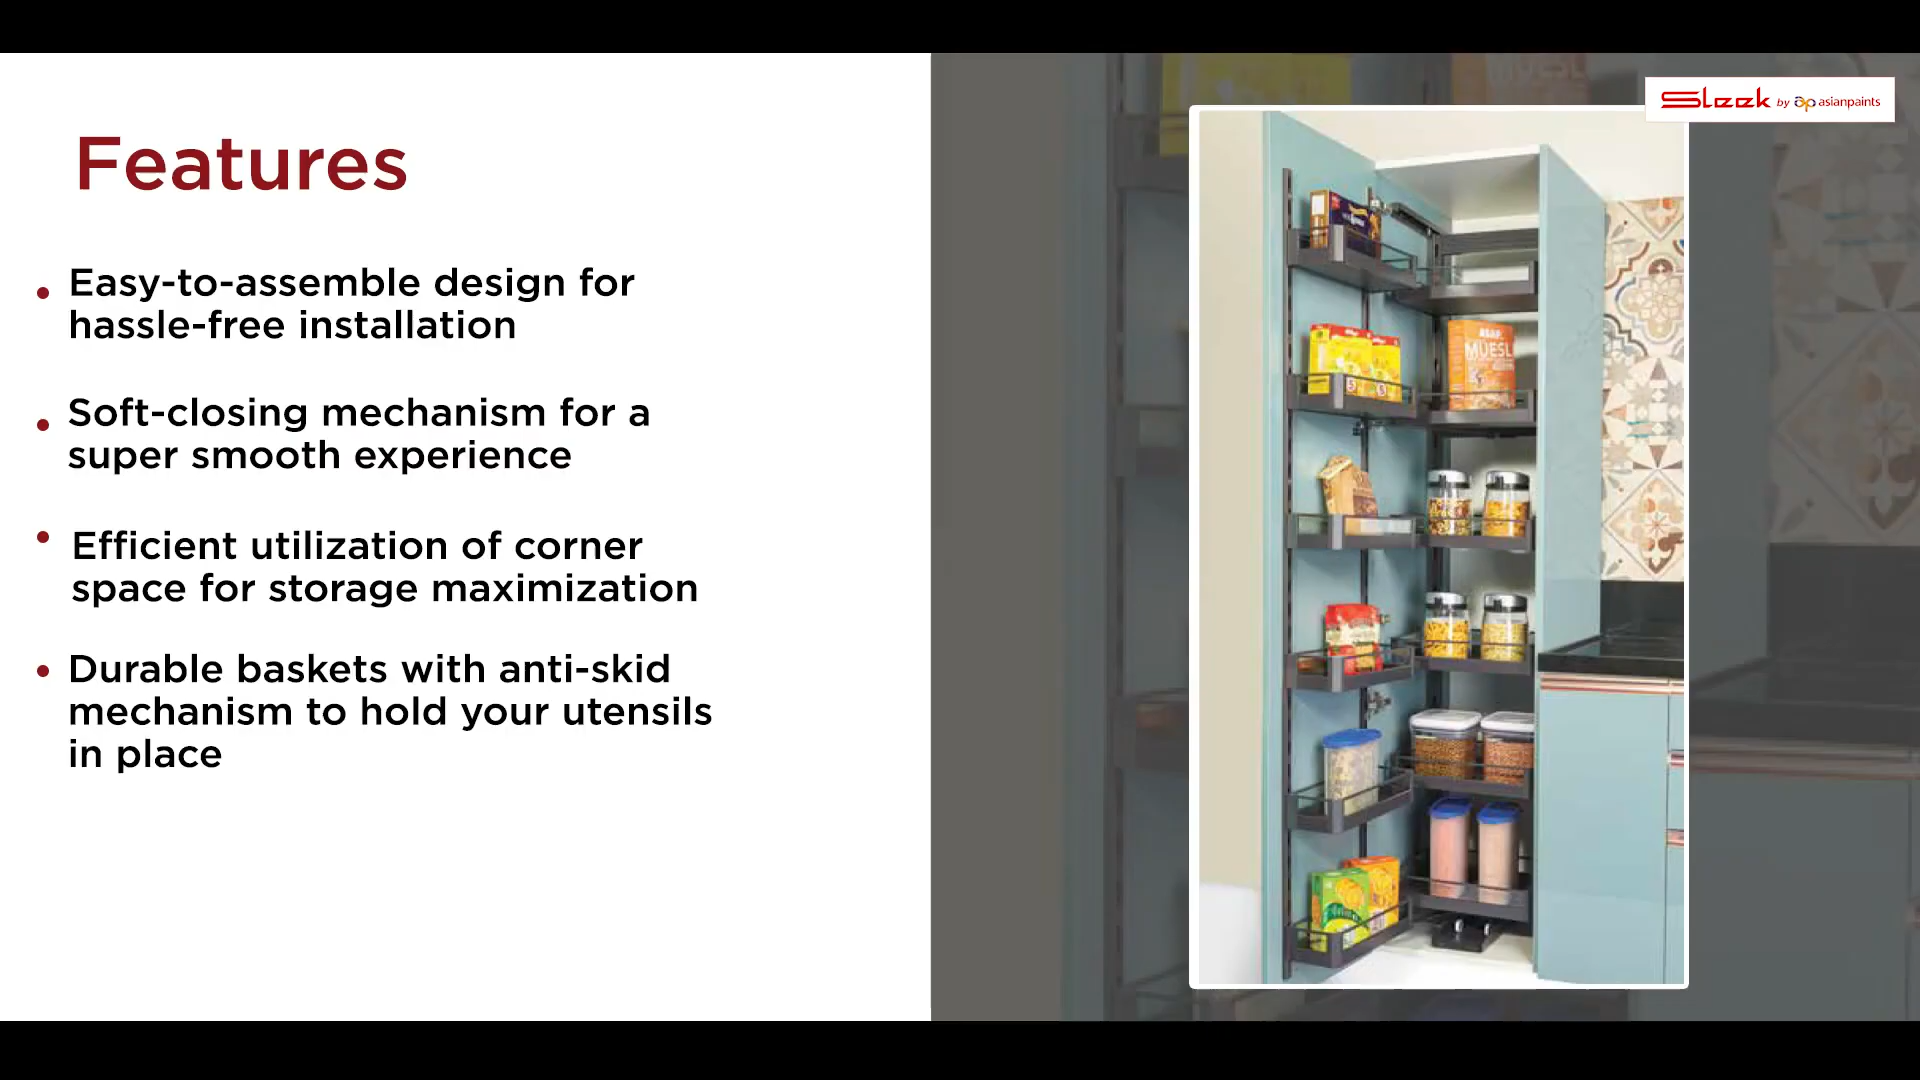 Sleek by ap asianpaints
Features
Easy-to-assemble design for
hassle-free installation
Soft-closing mechanism for a
super smooth experience
Efficient utilization of corner
space for storage maximization
Durable baskets with anti-skid
mechanism to hold your utensils
in place
MUESLI